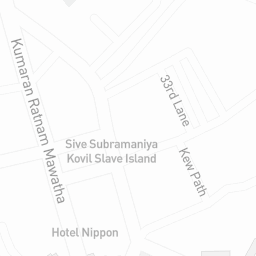 Kumaran Ratnam Mawatha
33rd Lane
Sive Subramaniya
Kovil Slave Island
Kew Path
Hotel Nippon